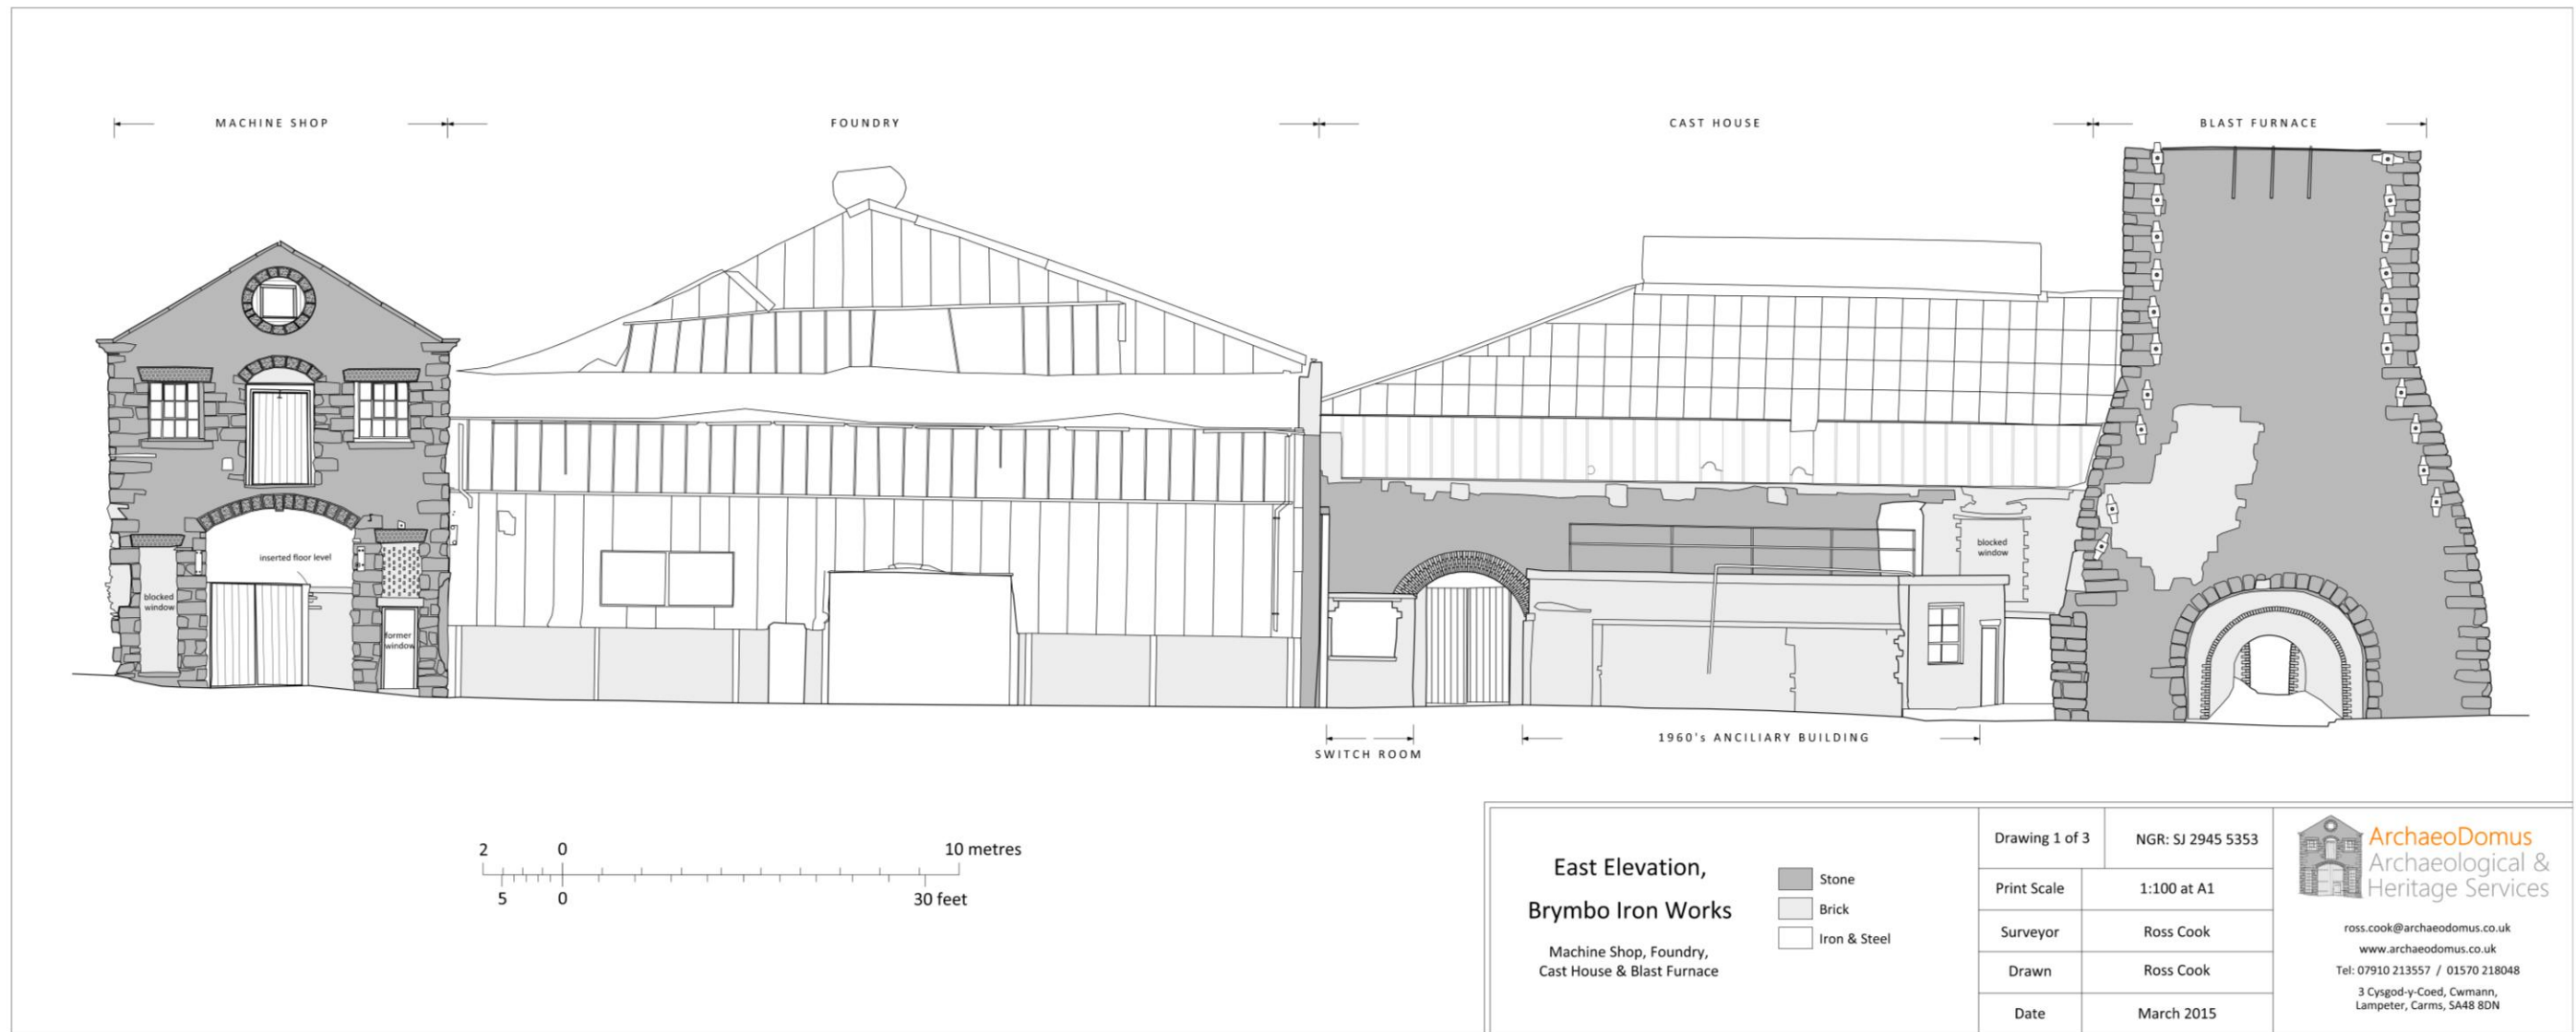 MACHINE SHOP
FOUNDRY
CAST HOUSE
BLAST FURNACE
inserted floor level
blocked
window
former
window
blocked
window
SWITCH ROOM
1960's ANCILIARY BUILDING
2 0 10 metres
5 0 30 feet
East Elevation,
Brymbo Iron Works
Machine Shop, Foundry,
Cast House & Blast Furnace
Stone
Brick
Iron & Steel
Drawing 1 of 3 NGR: SJ 2945 5353
Print Scale 1:100 at A1
Surveyor Ross Cook
Drawn Ross Cook
Date March 2015
ArchaeoDomus
Archaeological &
Heritage Services
ross.cook@archaeodomus.co.uk
www.archaeodomus.co.uk
Tel: 07910 213557 / 01570 218048
3 Cysgod-y-Coed, Cwmann,
Lampeter, Carms, SA48 8DN